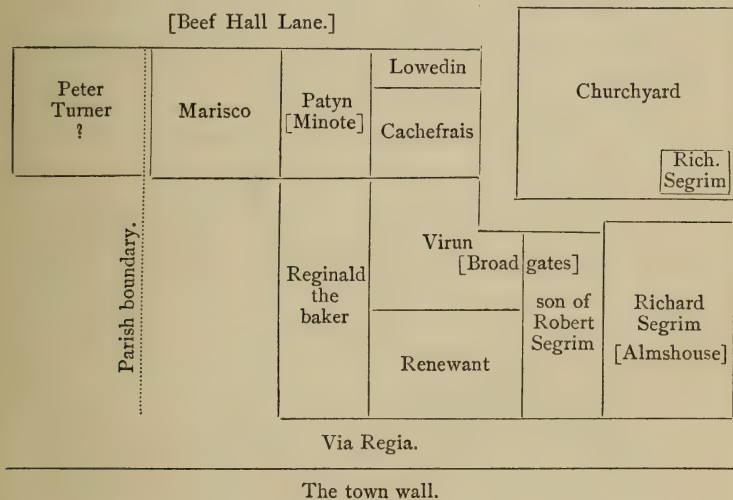 [Beef Hall Lane.]
Peter
Turner
?
Marisco
Patyn
[Minote]
Lowedin
Cachefrais
Churchyard
Rich.
Segrim
Parish boundary.
Reginald
the
baker
Virun
[Broad gates]
Renewant
son of
Robert
Segrim
Richard
Segrim
[Almshouse]
Via Regia.
The town wall.